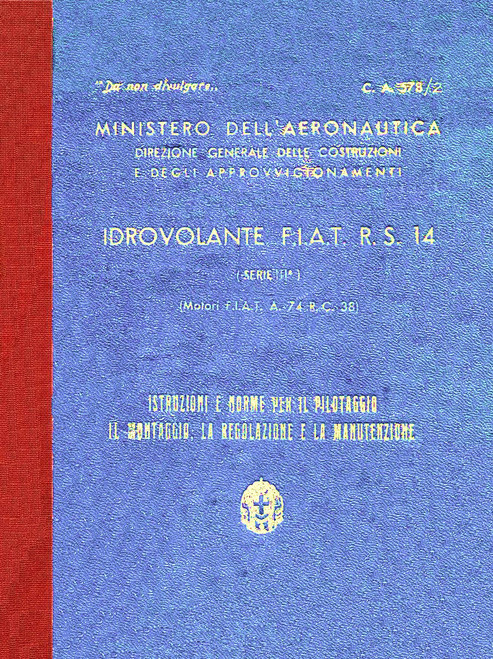 "Da non divulgare„
C. A. 578/2
MINISTERO DELL'AERONAUTICA
DIREZIONE GENERALE DELLE COSTRUZIONI
E DEGLI APPROVVIGIONAMENTI
IDROVOLANTE F.I.A.T. R. S. 14
(SERIE IIIª)
(Motori F.I.A.T. A. 74 R. C. 38)
ISTRUZIONI E NORME PER IL PILOTAGGIO
IL MONTAGGIO, LA REGOLAZIONE E LA MANUTENZIONE